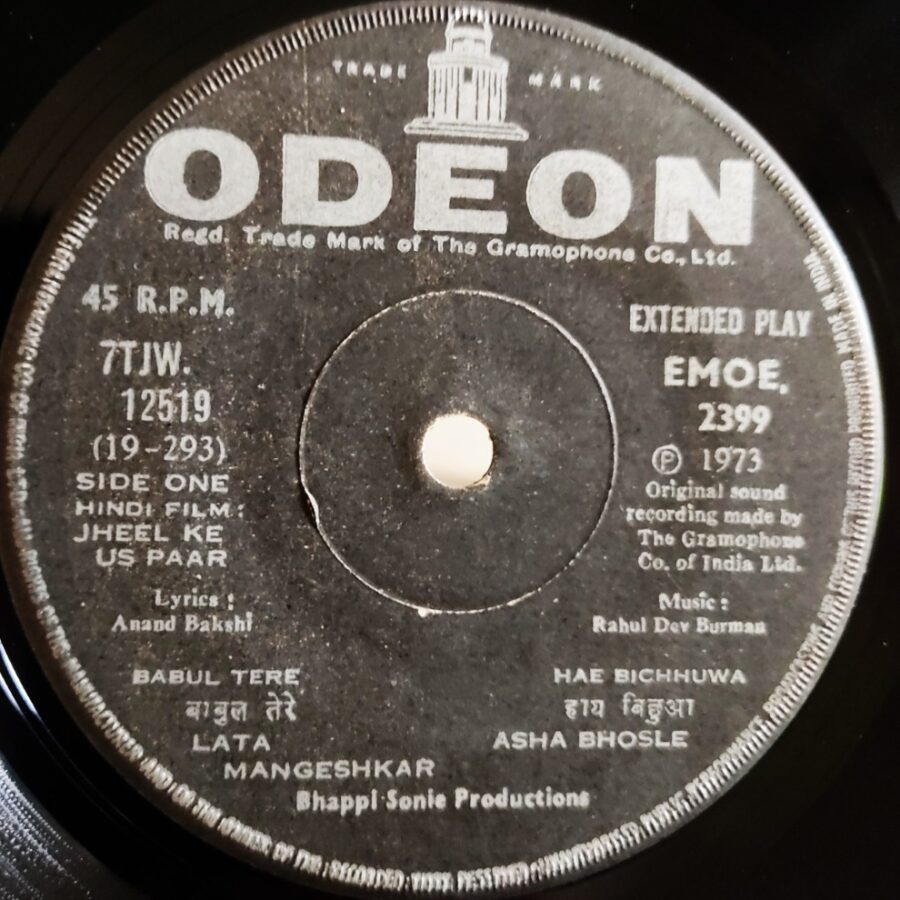 TRADE MARK
ODEON
Regd. Trade Mark of The Gramophone Co., Ltd.
45 R.P.M.
7TJW.
12519
(19-293)
SIDE ONE
HINDI FILM:
JHEEL KE
US PAAR
Lyrics :
Anand Bakshi
EXTENDED PLAY
EMOE.
2399
Ⓟ 1973
Original sound
recording made by
The Gramophone
Co. of India Ltd.
Music :
Rahul Dev Burman
BABUL TERE
बाबुल तेरे
LATA
MANGESHKAR
HAE BICHHUWA
हाय बिछुआ
ASHA BHOSLE
Bhappi Sonie Productions
MADE IN INDIA